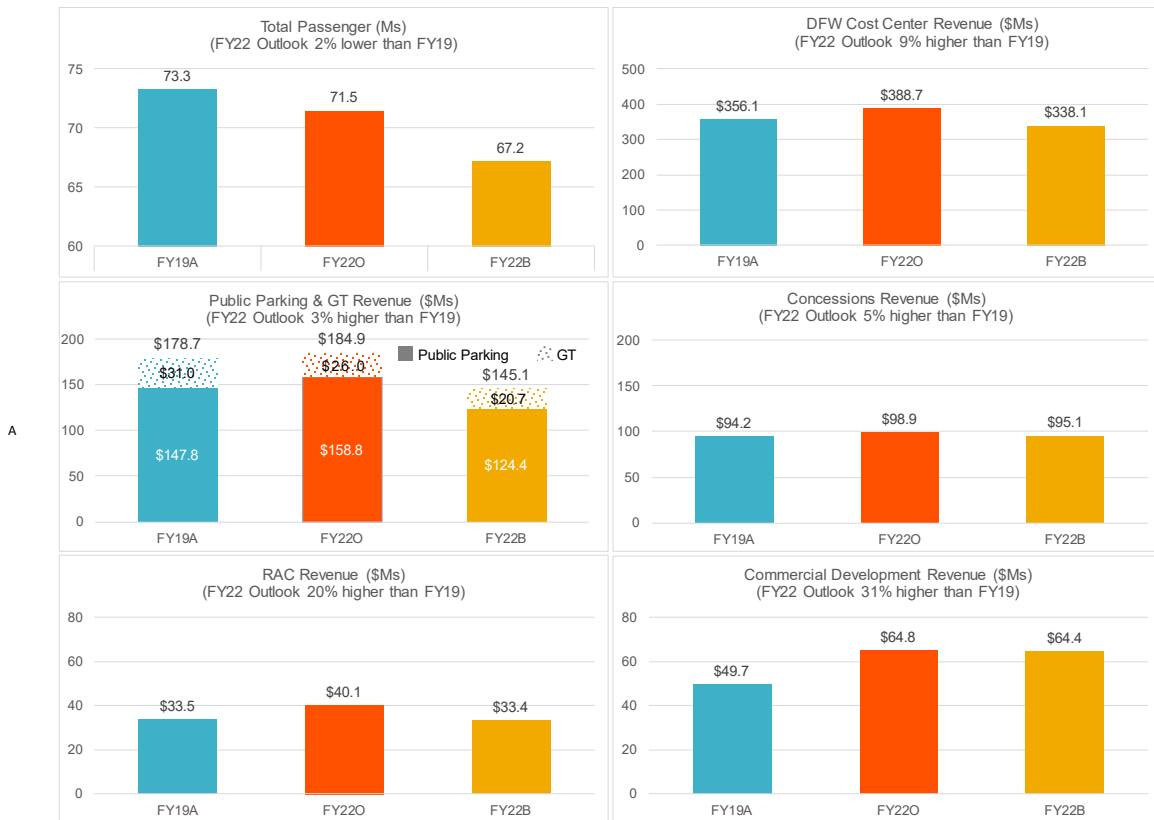 Total Passenger (Ms)
(FY22 Outlook 2% lower than FY19)
75
70
65
60
73.3
71.5
67.2
FY19A
FY22O
FY22B
DFW Cost Center Revenue ($Ms)
(FY22 Outlook 9% higher than FY19)
500
400
300
200
100
0
$356.1
$388.7
$338.1
FY19A
FY22O
FY22B
Public Parking & GT Revenue ($Ms)
(FY22 Outlook 3% higher than FY19)
200
150
100
50
0
$178.7
$184.9
$145.1
Public Parking
GT
$31.0
$26.0
$20.7
$147.8
$158.8
$124.4
FY19A
FY22O
FY22B
Concessions Revenue ($Ms)
(FY22 Outlook 5% higher than FY19)
200
150
100
50
0
$94.2
$98.9
$95.1
FY19A
FY22O
FY22B
A
RAC Revenue ($Ms)
(FY22 Outlook 20% higher than FY19)
80
60
40
20
0
$33.5
$40.1
$33.4
FY19A
FY22O
FY22B
Commercial Development Revenue ($Ms)
(FY22 Outlook 31% higher than FY19)
80
60
40
20
0
$49.7
$64.8
$64.4
FY19A
FY22O
FY22B